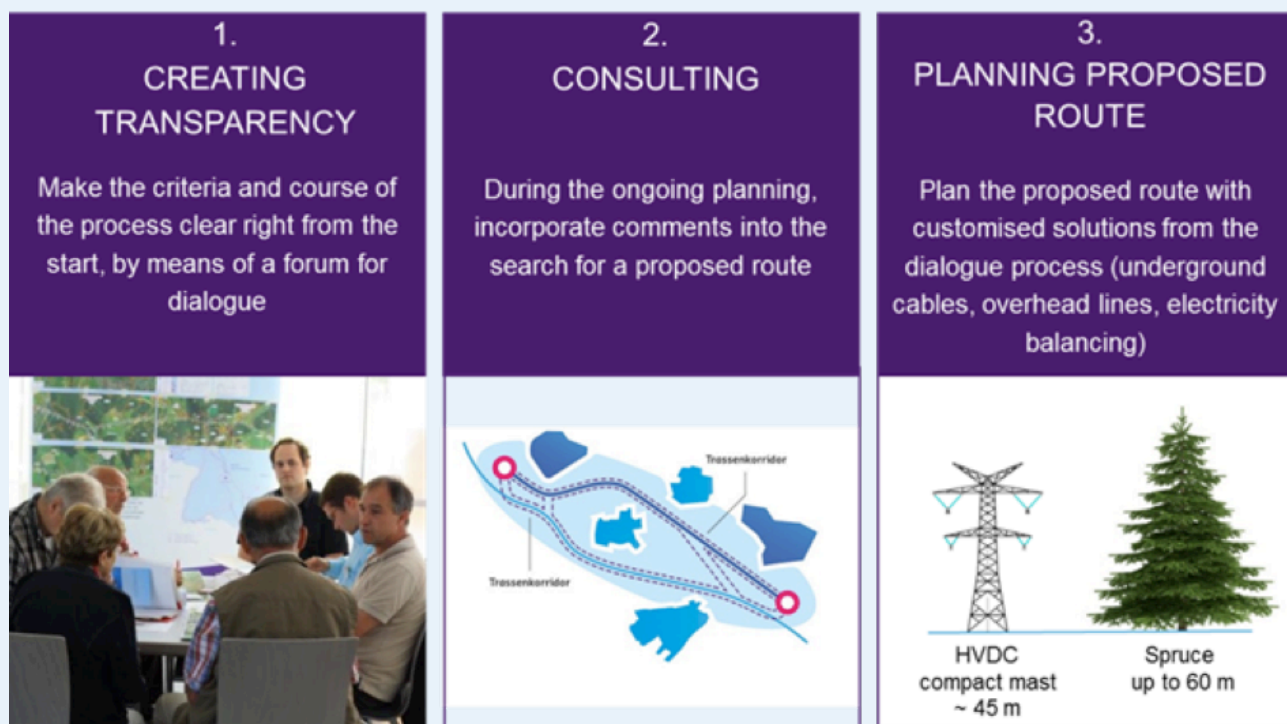 1.
CREATING
TRANSPARENCY
Make the criteria and course of
the process clear right from the
start, by means of a forum for
dialogue
2.
CONSULTING
During the ongoing planning,
incorporate comments into the
search for a proposed route
Trassenkorridor
Trassenkorridor
3.
PLANNING PROPOSED
ROUTE
Plan the proposed route with
customised solutions from the
dialogue process (underground
cables, overhead lines, electricity
balancing)
HVDC
compact mast
~ 45 m
Spruce
up to 60 m